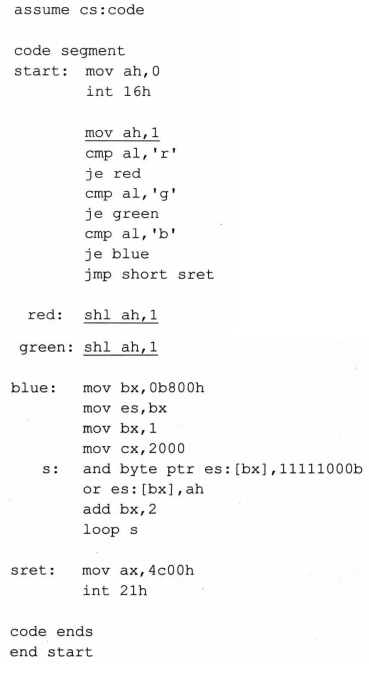 assume cs:code
code segment
start: mov ah,0
int 16h
mov ah,1
cmp al,'r'
je red
cmp al,'g'
je green
cmp al,'b'
je blue
jmp short sret
red: shl ah,1
green: shl ah,1
blue: mov bx,0b800h
mov es,bx
mov bx,1
mov cx,2000
s: and byte ptr es:[bx],11111000b
or es:[bx],ah
add bx,2
loop s
sret: mov ax,4c00h
int 21h
code ends
end start